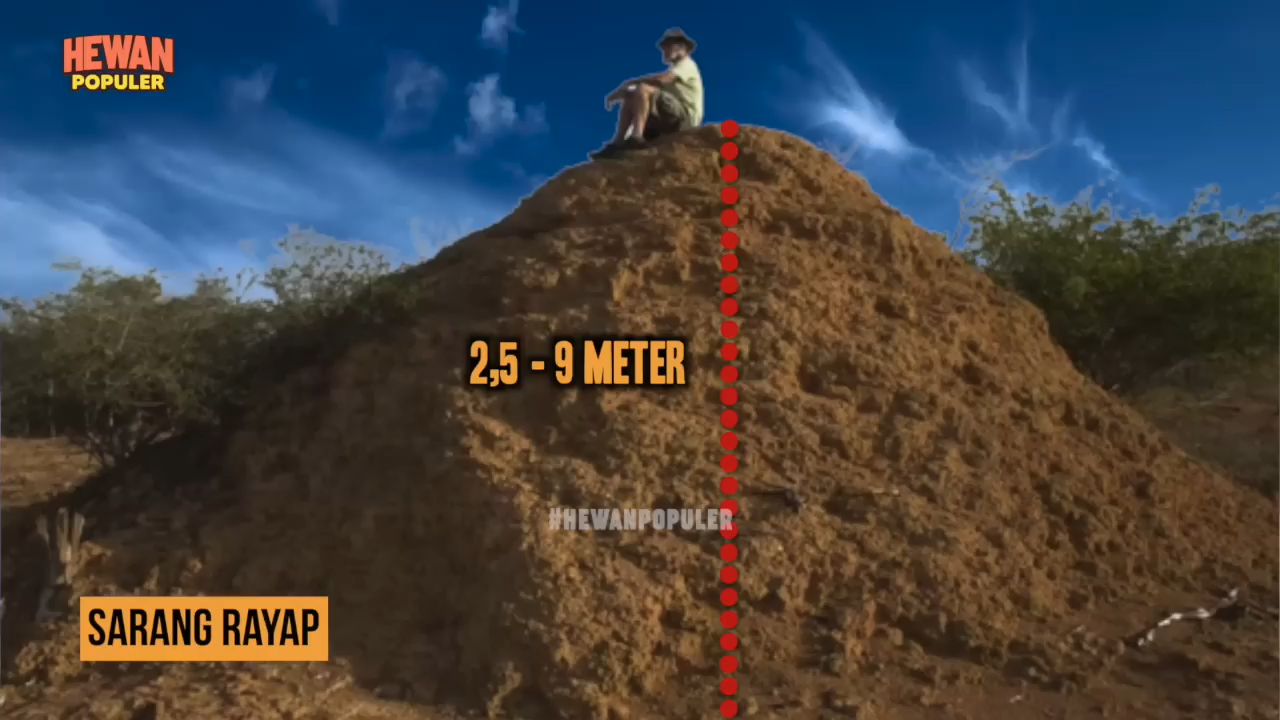 HEWAN
POPULER
2,5 - 9 METER
#HEWANPOPULER
SARANG RAYAP